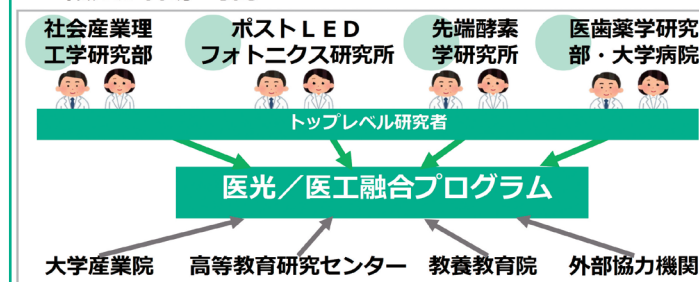 社会産業理
工学研究部
ポストLED
フォトニクス研究所
先端酵素
学研究所
医歯薬学研究
部・大学病院
トップレベル研究者
医光／医工融合プログラム
大学産業院
高等教育研究センター
教養教育院
外部協力機関